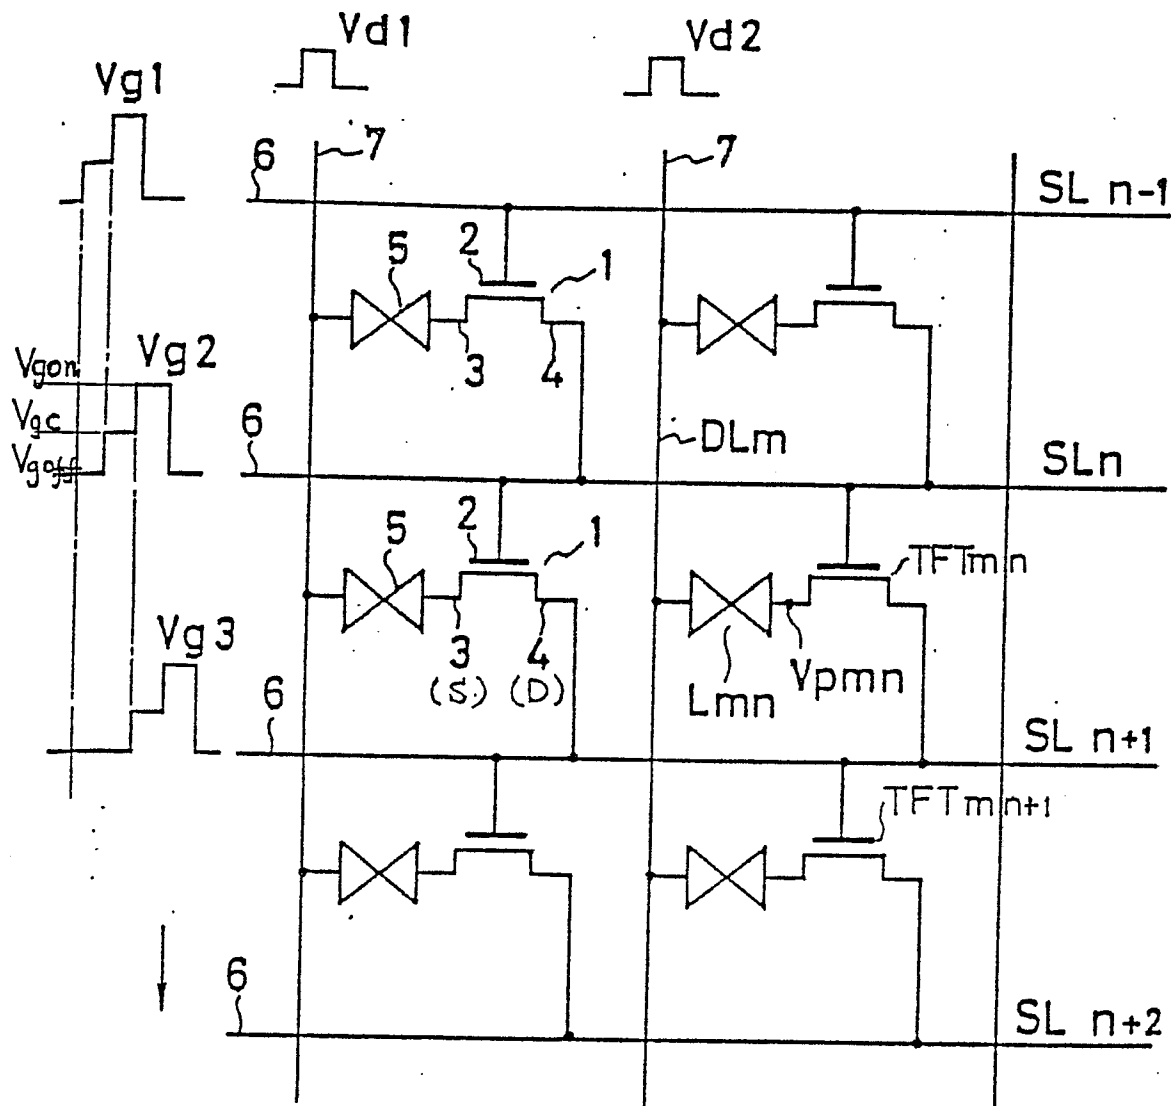 Vd1
Vd2
Vg1
7
7
6
SL n-1
2
5
1
Vg2
Vgon
3
4
Vgc
6
DLm
Vgoff
SLn
2
5
1
TFTmn
Vg3
3
4
Vpmn
(S)
(D)
Lmn
6
SL n+1
TFTmn+1
6
SL n+2